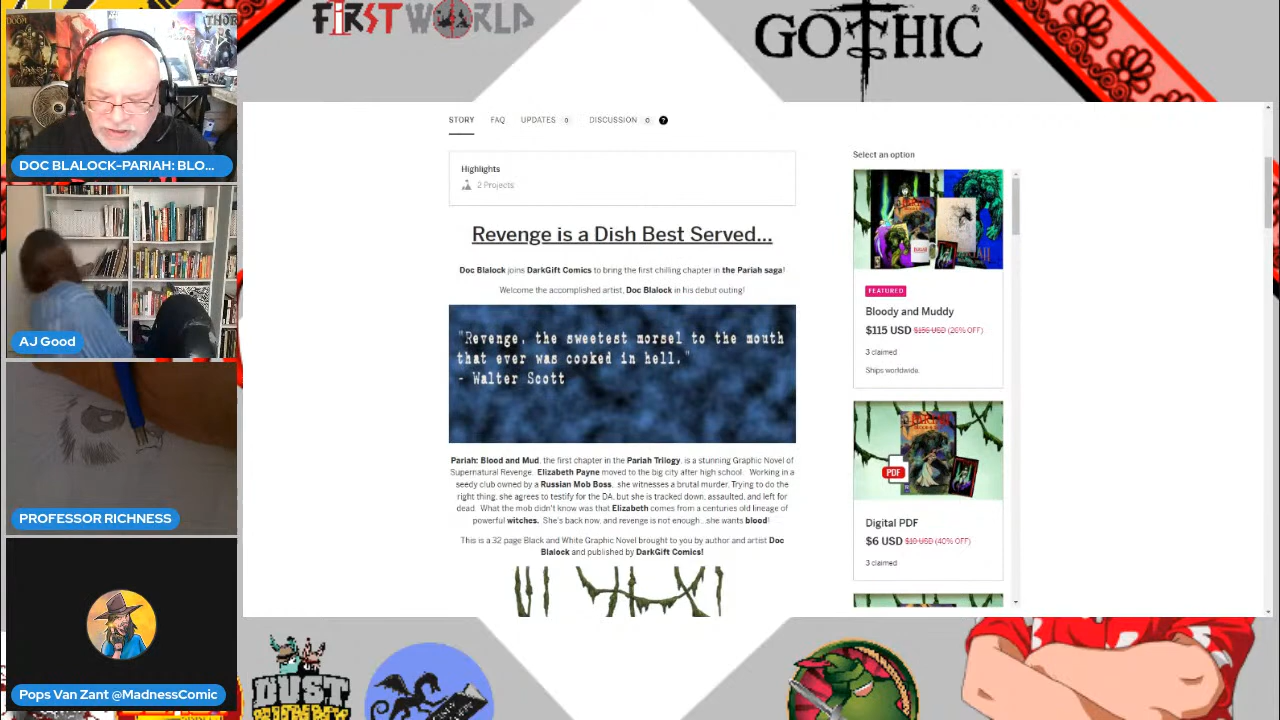 DOOM
THOR
FIRST WORLD
GOTHIC
DOC BLALOCK-PARIAH: BLO...
AJ GOOD
PROFESSOR RICHNESS
Pops Van Zant @MadnessComic
STORY FAQ UPDATES 0 DISCUSSION 0 ?
Highlights
2 Projects
Revenge is a Dish Best Served...
Doc Blalock joins DarkGift Comics to bring the first chilling chapter in the Pariah saga!
Welcome the accomplished artist, Doc Blalock in his debut outing!
"Revenge, the sweetest morsel to the mouth
that ever was cooked in hell."
- Walter Scott
Pariah: Blood and Mud, the first chapter in the Pariah Trilogy, is a stunning Graphic Novel of
Supernatural Revenge. Elizabeth Payne moved to the big city after high school. Working in a
seedy club owned by a Russian Mob Boss, she witnesses a brutal murder. Trying to do the
right thing, she agrees to testify for the DA, but she is tracked down, assaulted, and left for
dead. What the mob didn't know was that Elizabeth comes from a centuries old lineage of
powerful witches. She's back now, and revenge is not enough...she wants blood!
This is a 32 page Black and White Graphic Novel brought to you by author and artist Doc
Blalock and published by DarkGift Comics!
Select an option
FEATURED
Bloody and Muddy
$115 USD $156 USD (26% OFF)
3 claimed
Ships worldwide.
PARIAH
PDF
Digital PDF
$6 USD $10 USD (40% OFF)
3 claimed
DUST
BUNNY